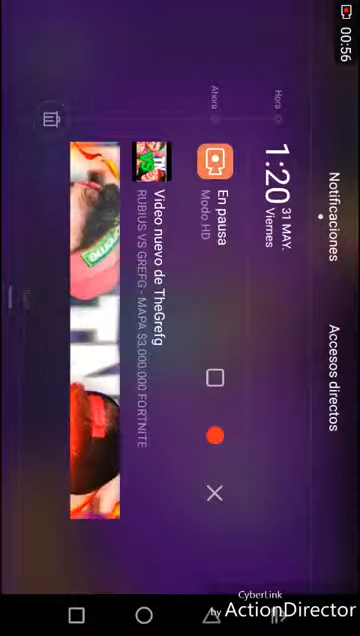 00:56
Notificaciones
Accesos directos
Hora
1:20
31 MAY.
Viernes
Ahora
En pausa
Modo HD
Video nuevo de TheGrefg
RUBIUS VS GREFG - MAPA $3.000.000 FORTNITE
CyberLink
by ActionDirector